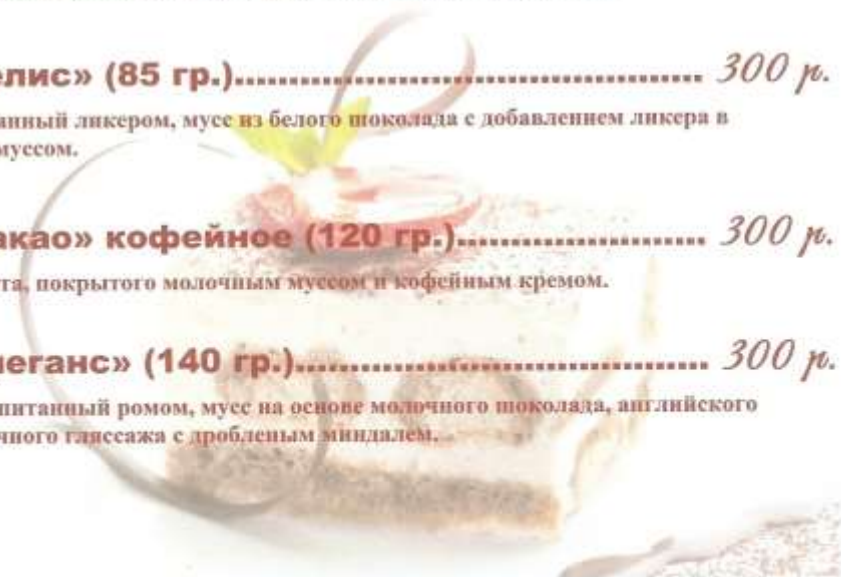 елис» (85 гр.)................................................ 300 р.
анный ликером, мусс из белого шоколада с добавлением ликера в
муссом.
акао» кофейное (120 гр.)......................... 300 р.
та, покрытого молочным муссом и кофейным кремом.
леганс» (140 гр.)......................................... 300 р.
питанный ромом, мусс на основе молочного шоколада, английского
чного гляссажа с дробленым миндалем.